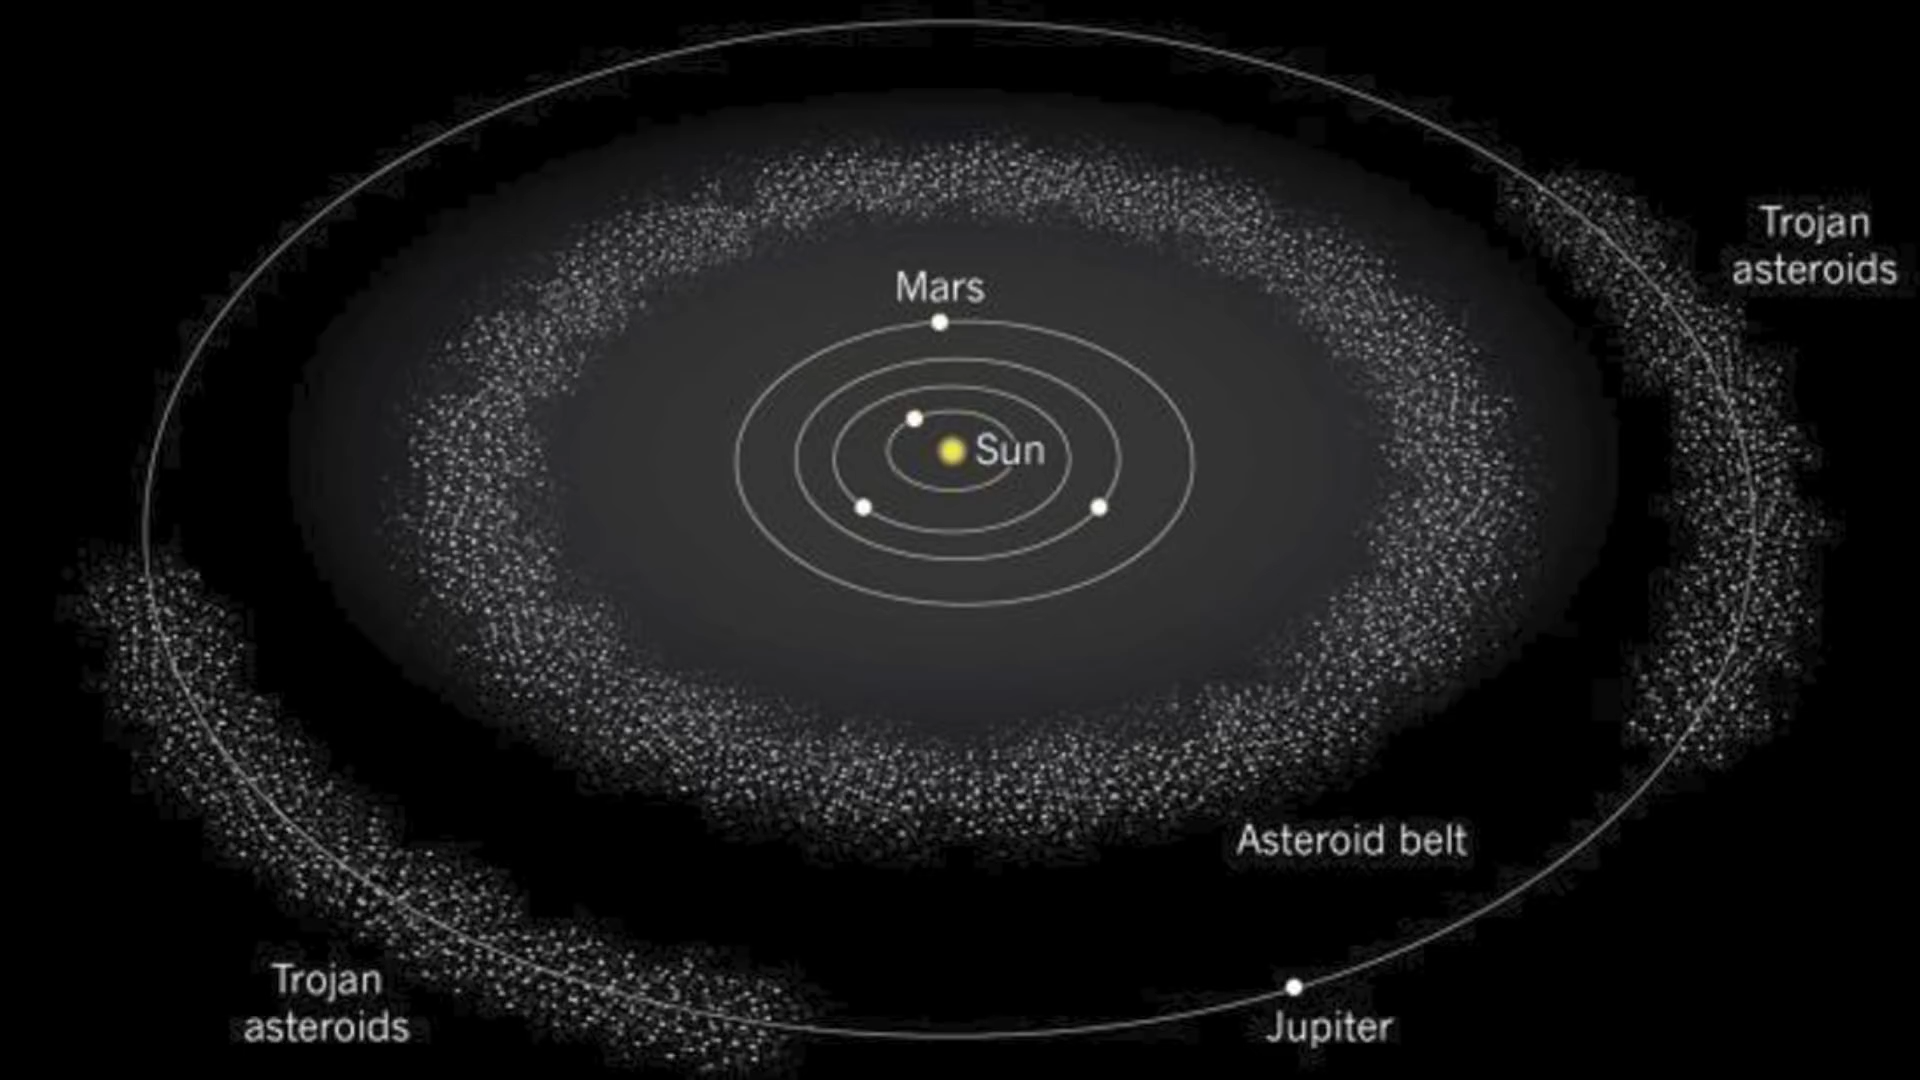 Trojan
asteroids
Mars
Sun
Asteroid belt
Trojan
asteroids
Jupiter